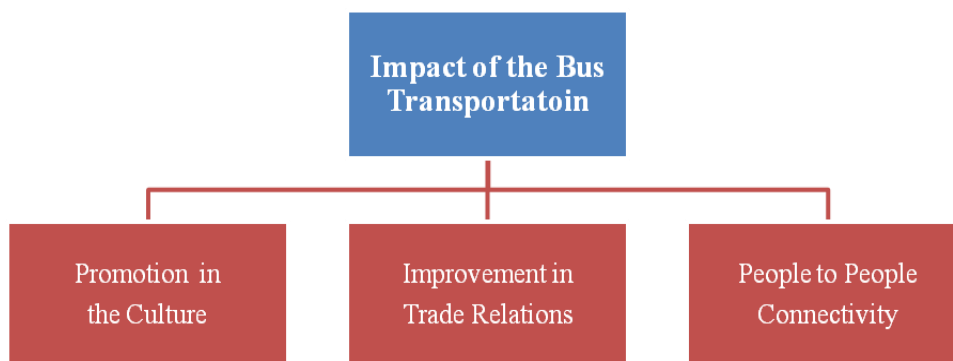 Impact of the Bus
Transportatoin
Promotion in
the Culture
Improvement in
Trade Relations
People to People
Connectivity